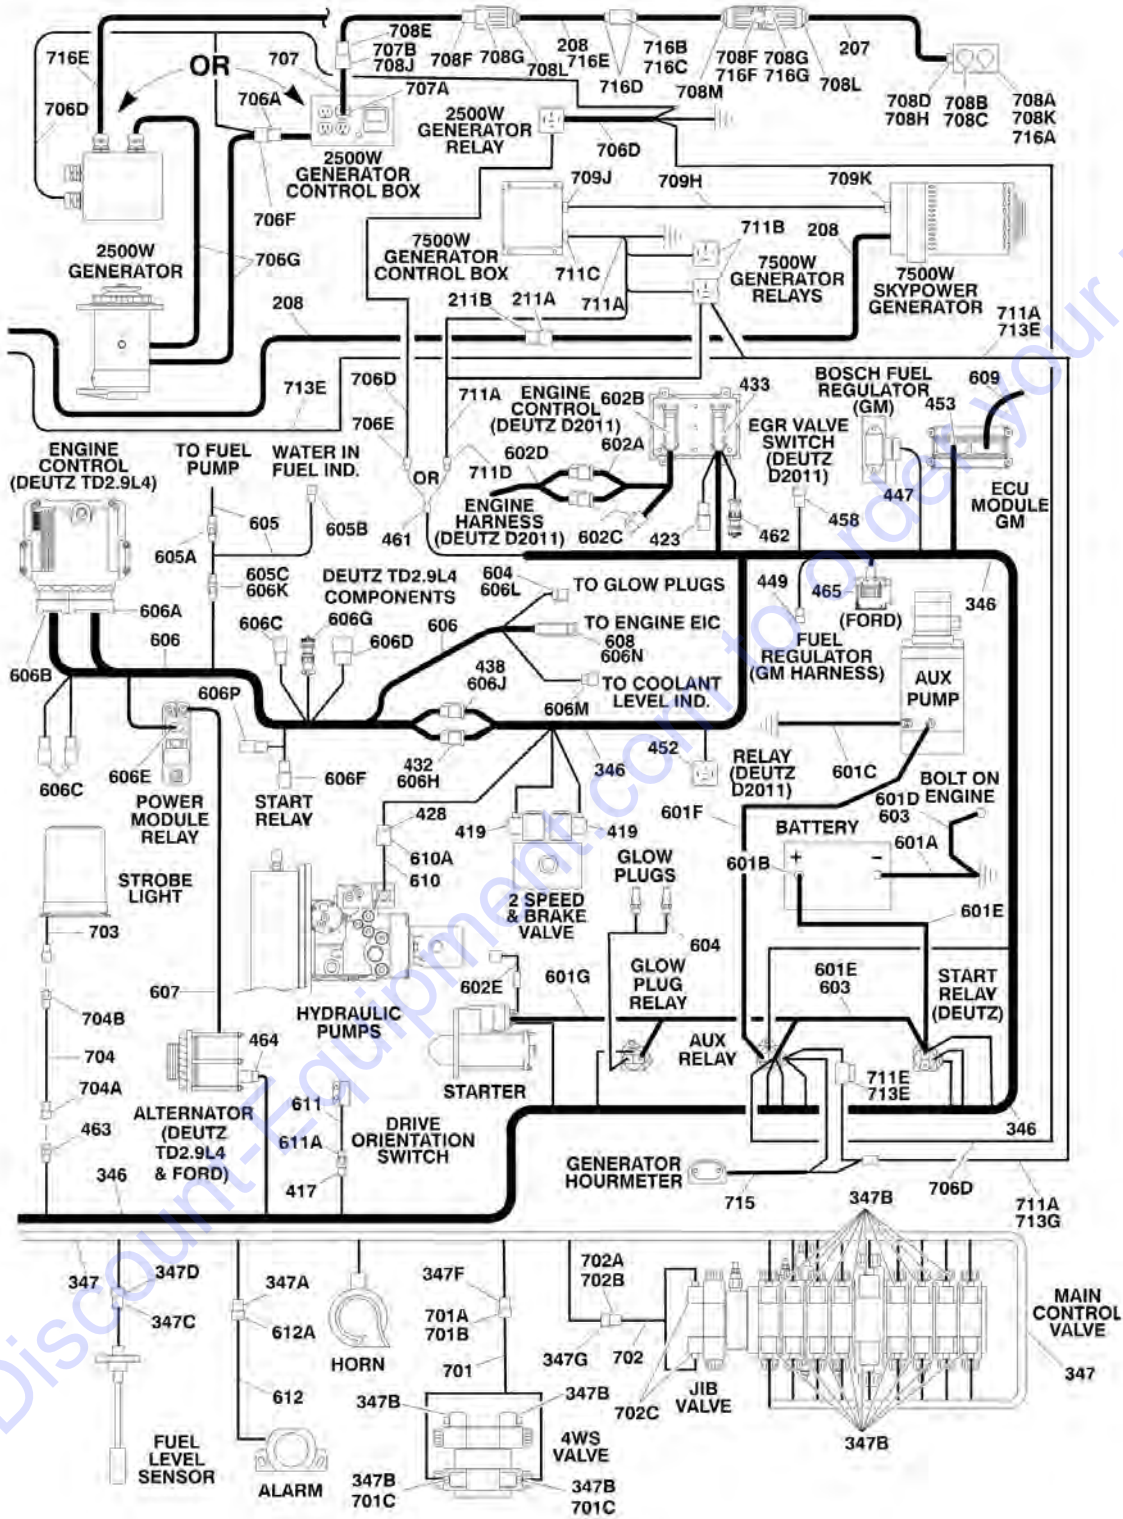 708E
707B
708J
707
716E
OR
706D
706A
707A
708F
708G
708L
208
716E
716D
716B
716C
708M
708F
716F
708G
716G
708L
207
708D
708H
708B
708C
708A
708K
716A
2500W
GENERATOR
RELAY
706D
2500W
GENERATOR
CONTROL BOX
706F
706G
2500W
GENERATOR
709J
709H
709K
7500W
GENERATOR
CONTROL BOX
711C
711A
711B
7500W
GENERATOR
RELAYS
208
7500W
SKYPOWER
GENERATOR
208
211B
211A
711A
713E
713E
706D
706E
711A
711D
OR
461
ENGINE
CONTROL
(DEUTZ D2011)
602B
433
602D
602A
ENGINE
HARNESS
(DEUTZ D2011)
602C
423
462
EGR VALVE
SWITCH
(DEUTZ
D2011)
458
BOSCH FUEL
REGULATOR
(GM)
447
609
453
ECU
MODULE
GM
ENGINE
CONTROL
(DEUTZ TD2.9L4)
TO FUEL
PUMP
WATER IN
FUEL IND.
605
605B
605A
605C
606K
606A
606B
606
DEUTZ TD2.9L4
COMPONENTS
606C
606G
606D
606
604
606L
TO GLOW PLUGS
TO ENGINE EIC
608
606N
TO COOLANT
LEVEL IND.
606M
438
606J
432
606H
606P
606F
START
RELAY
606C
606E
POWER
MODULE
RELAY
449
465
(FORD)
346
FUEL
REGULATOR
(GM HARNESS)
AUX
PUMP
346
452
RELAY
(DEUTZ
D2011)
601C
BOLT ON
ENGINE
601D
603
601F
BATTERY
+
-
601B
601A
601E
428
610A
610
419
419
2 SPEED
& BRAKE
VALVE
GLOW
PLUGS
604
GLOW
PLUG
RELAY
STROBE
LIGHT
703
704B
704
704A
463
607
HYDRAULIC
PUMPS
602E
601G
STARTER
601E
603
START
RELAY
(DEUTZ)
AUX
RELAY
711E
713E
346
464
ALTERNATOR
(DEUTZ
TD2.9L4
& FORD)
611
611A
417
DRIVE
ORIENTATION
SWITCH
346
GENERATOR
HOURMETER
715
706D
711A
713G
347
347D
347C
FUEL
LEVEL
SENSOR
347A
612A
612
ALARM
HORN
347F
701A
701B
701
347B
347B
4WS
VALVE
347B
701C
347B
701C
702A
702B
347G
702
702C
JIB
VALVE
347B
347B
MAIN
CONTROL
VALVE
347
Discount-Equipment.com to order your